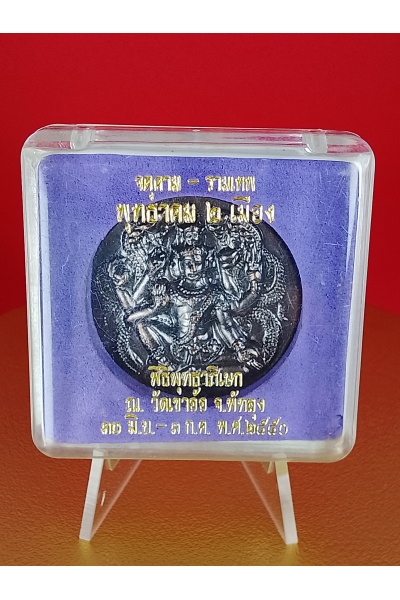 จตุคาม - รามเทพ
พุทธาคม ๒ เมือง
พิธีพุทธาภิเษก
ณ. วัดเขาอ้อ จ.พัทลุง
๓๐ มิ.ย.- ๓ ก.ค. พ.ศ.๒๕๕๐